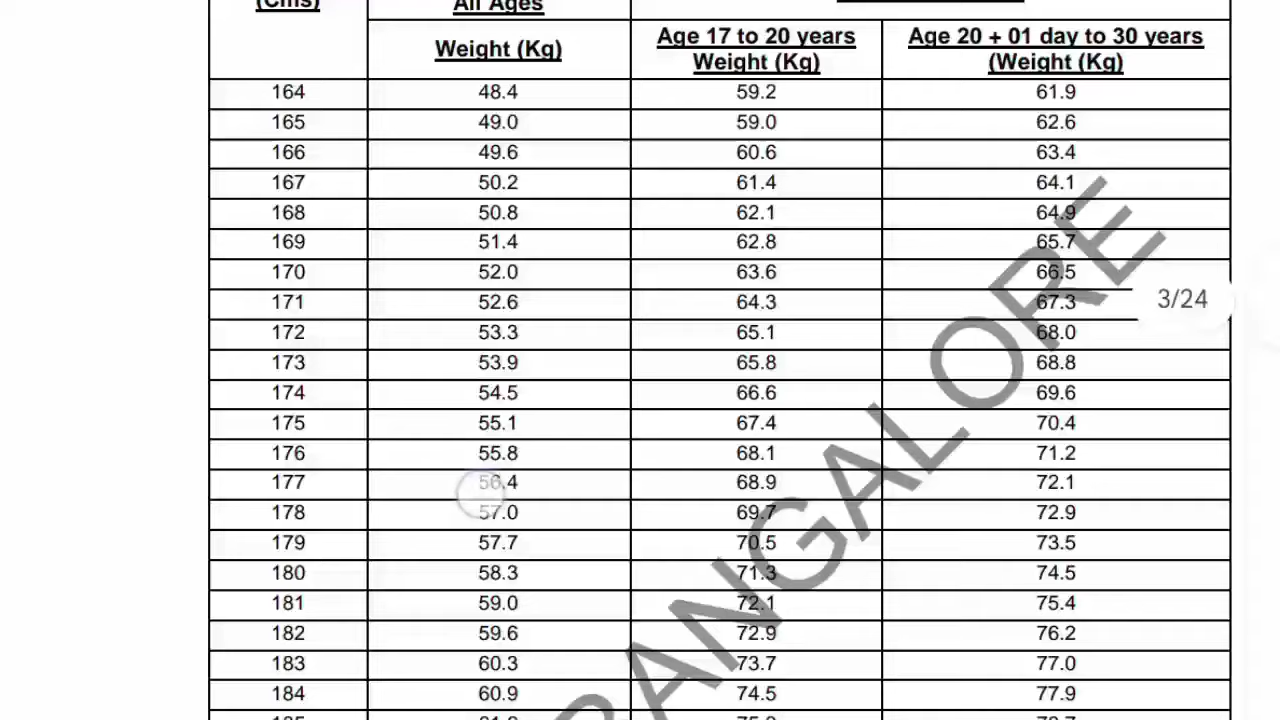 (Cms)
All Ages
Weight (Kg)
Age 17 to 20 years
Weight (Kg)
Age 20 + 01 day to 30 years
(Weight (Kg)
164 48.4 59.2 61.9
165 49.0 59.0 62.6
166 49.6 60.6 63.4
167 50.2 61.4 64.1
168 50.8 62.1 64.9
169 51.4 62.8 65.7
170 52.0 63.6 66.5
171 52.6 64.3 67.3
3/24
172 53.3 65.1 68.0
173 53.9 65.8 68.8
174 54.5 66.6 69.6
175 55.1 67.4 70.4
176 55.8 68.1 71.2
177 56.4 68.9 72.1
178 57.0 69.7 72.9
179 57.7 70.5 73.5
180 58.3 71.3 74.5
181 59.0 72.1 75.4
182 59.6 72.9 76.2
183 60.3 73.7 77.0
184 60.9 74.5 77.9
BANGALORE